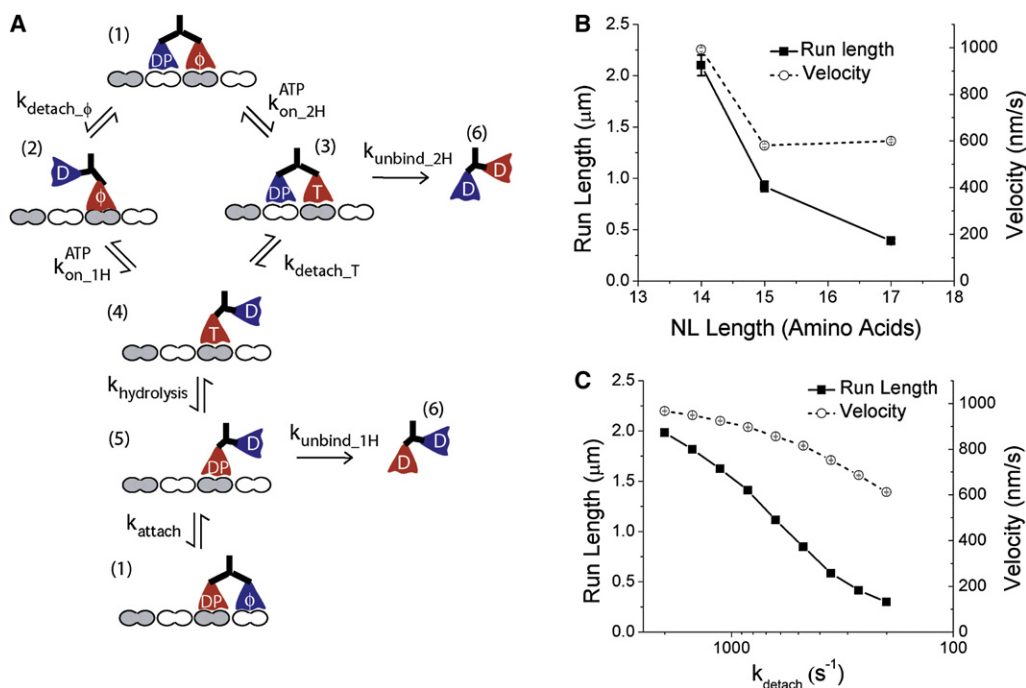 A
(1)
DP
ϕ
k_detach_ϕ
k_on_2H^ATP
(2)
D
ϕ
(3)
DP
T
k_unbind_2H
(6)
D
D
k_on_1H^ATP
k_detach_T
(4)
T
D
k_hydrolysis
(5)
DP
D
k_unbind_1H
(6)
D
D
k_attach
(1)
DP
ϕ
B
Run Length (μm)
2.5
2.0
1.5
1.0
0.5
0.0
Run length
Velocity
1000
800
600
400
200
0
Velocity (nm/s)
13 14 15 16 17 18
NL Length (Amino Acids)
C
Run Length (μm)
2.5
2.0
1.5
1.0
0.5
0.0
Run Length
Velocity
1000
800
600
400
200
0
Velocity (nm/s)
1000 100
k_detach (s^-1)